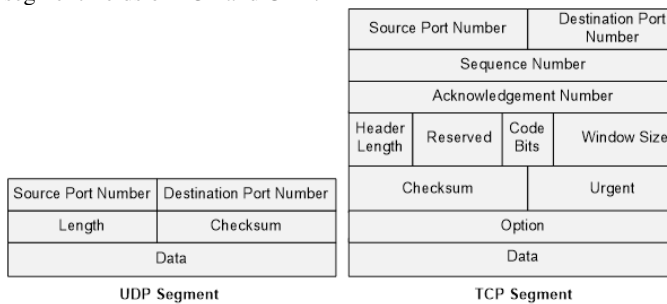 Source Port Number Destination Port Number
Length Checksum
Data
UDP Segment
Source Port Number Destination Port
Number
Sequence Number
Acknowledgement Number
Header
Length Reserved Code
Bits Window Size
Checksum Urgent
Option
Data
TCP Segment